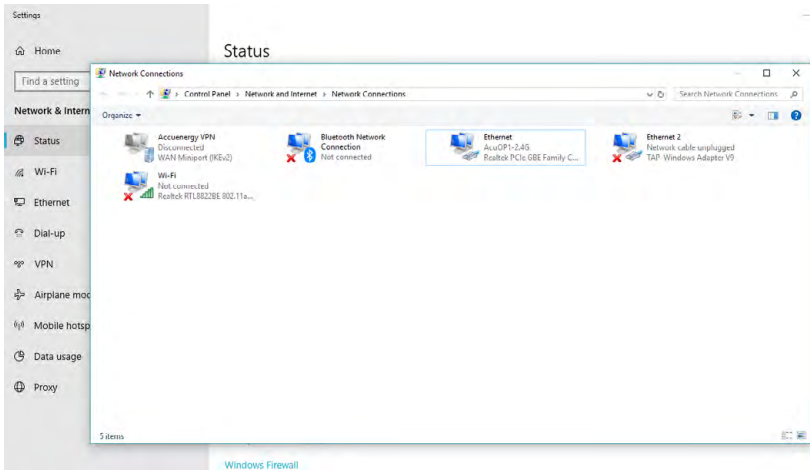 Settings
Home
Find a setting
Network & Intern
Status
Wi-Fi
Ethernet
Dial-up
VPN
Airplane mod
Mobile hotsp
Data usage
Proxy
Status
Network Connections
Control Panel > Network and Internet > Network Connections
Search Network Connections
Organize
Accuenergy VPN
Disconnected
WAN Miniport (IKEv2)
Bluetooth Network
Connection
Not connected
Ethernet
AcuOP1-2.4G
Realtek PCIe GBE Family C...
Ethernet 2
Network cable unplugged
TAP-Windows Adapter V9
Wi-Fi
Not connected
Realtek RTL8822BE 802.11a...
5 items
Windows Firewall